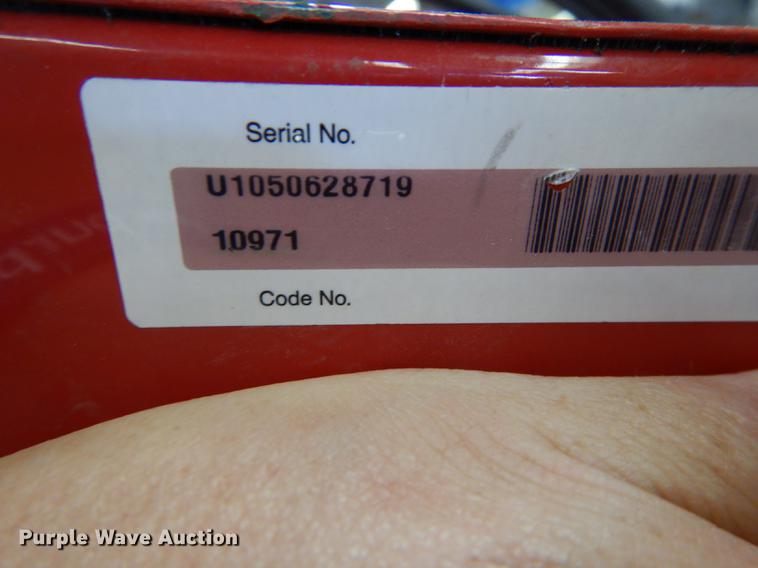 Serial No.
U1050628719
10971
Code No.
Purple Wave Auction